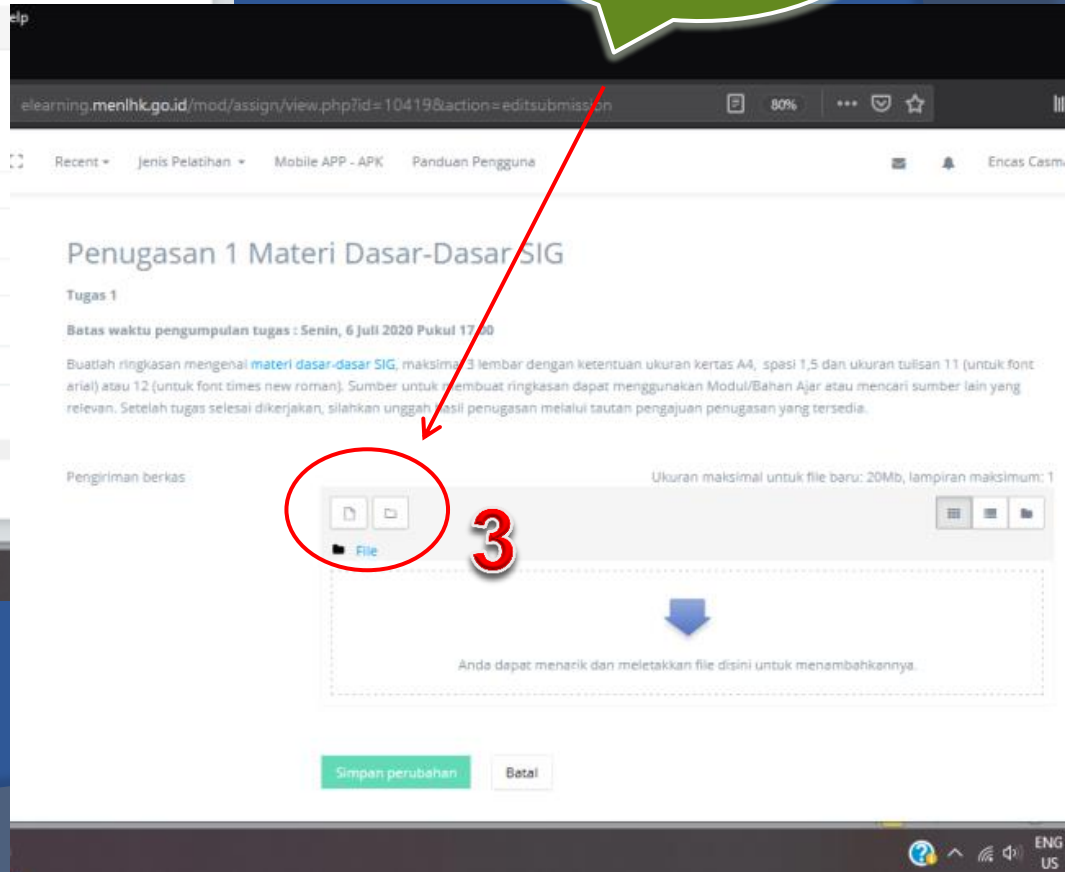 elp
elearning.menlhk.go.id/mod/assign/view.php?id=10419&action=editsubmission 80%
Recent Jenis Pelatihan Mobile APP - APK Panduan Pengguna Encas Casma
Penugasan 1 Materi Dasar-Dasar SIG
Tugas 1
Batas waktu pengumpulan tugas : Senin, 6 Juli 2020 Pukul 17.00
Buatlah ringkasan mengenai materi dasar-dasar SIG, maksimal 3 lembar dengan ketentuan ukuran kertas A4, spasi 1,5 dan ukuran tulisan 11 (untuk font
arial) atau 12 (untuk font times new roman). Sumber untuk membuat ringkasan dapat menggunakan Modul/Bahan Ajar atau mencari sumber lain yang
relevan. Setelah tugas selesai dikerjakan, silahkan unggah hasil penugasan melalui tautan pengajuan penugasan yang tersedia.
Pengiriman berkas
Ukuran maksimal untuk file baru: 20Mb, lampiran maksimum: 1
File
3
Anda dapat menarik dan meletakkan file disini untuk menambahkannya.
Simpan perubahan Batal
ENG
US